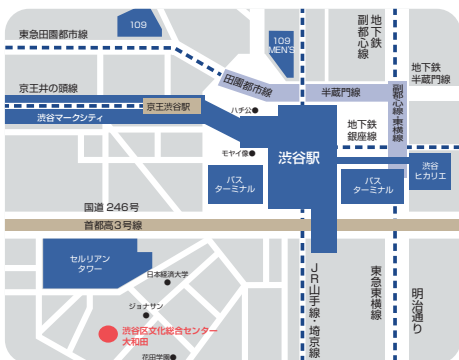 109
東急田園都市線
109
MEN'S
地下鉄
副都心線
田園都市線
半蔵門線
地下鉄
半蔵門線
副都心線・東横線
京王井の頭線
京王渋谷駅
渋谷マークシティ
ハチ公
地下鉄
銀座線
モヤイ像
渋谷駅
渋谷
ヒカリエ
バス
ターミナル
バス
ターミナル
国道246号
首都高3号線
セルリアン
タワー
日本経済大学
ジョナサン
渋谷区文化総合センター
大和田
花田学園
JR山手線・埼京線
東急東横線
明治通り